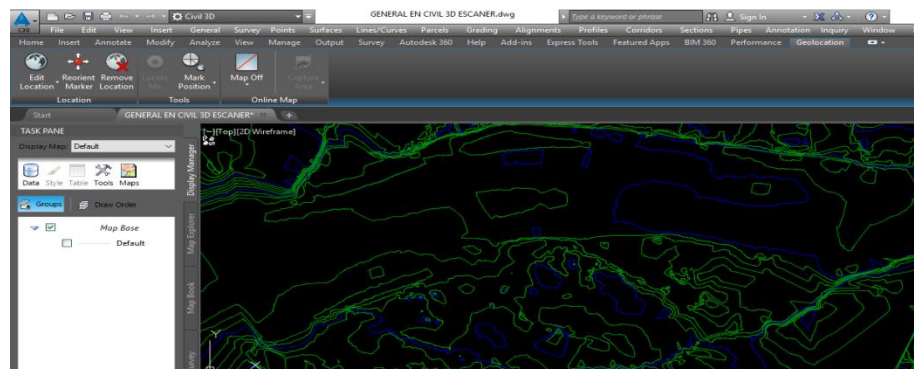 Civil 3D GENERAL EN CIVIL 3D ESCANER.dwg Type a keyword or phrase Sign In
File Edit View Insert General Survey Points Surfaces Lines/Curves Parcels Grading Alignments Profiles Corridors Sections Pipes Annotation Inquiry Window
Home Insert Annotate Modify Analyze View Manage Output Survey Autodesk 360 Help Add-ins Express Tools Featured Apps BIM 360 Performance Geolocation
Edit Location Reorient Marker Remove Location Locate Me Mark Position Map Off Capture Area
Location Tools Online Map
Start GENERAL EN CIVIL 3D ESCANER*
TASK PANE [-][Top][2D Wireframe]
Display Map: Default
Data Style Table Tools Maps
Groups Draw Order
Map Base
Default
Display Manager
Map Explorer
Map Book
Survey
Y
X